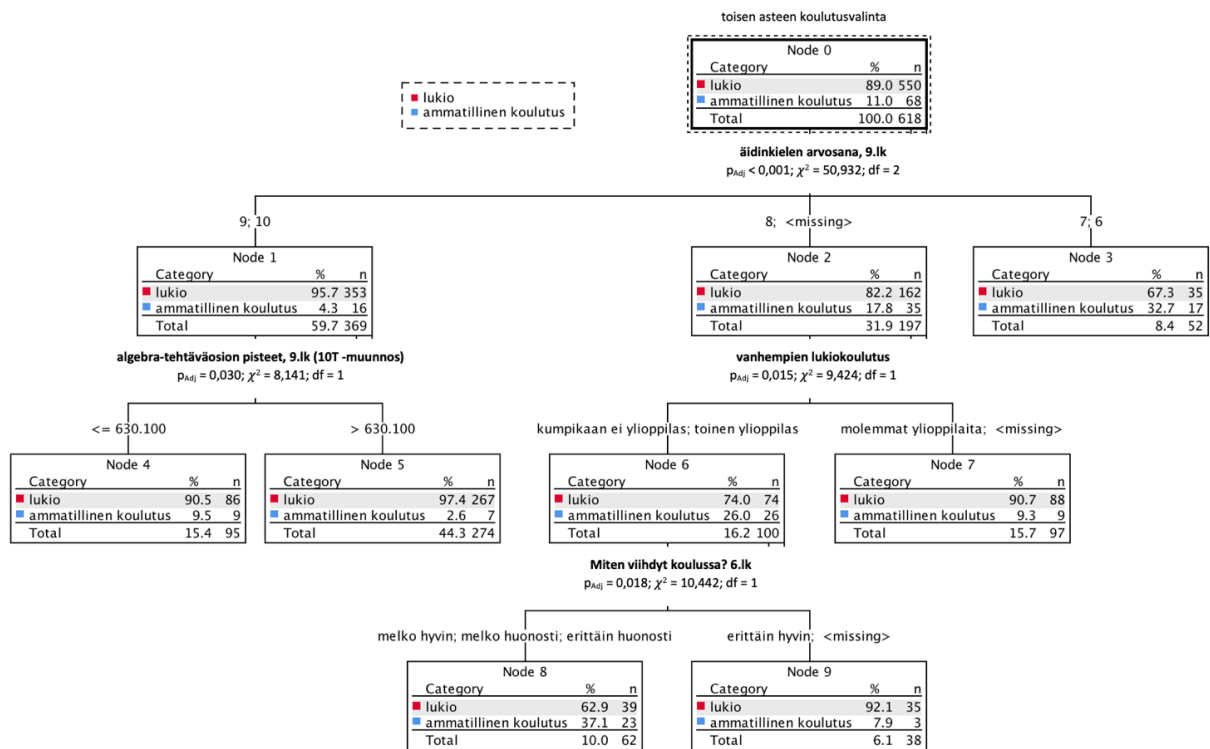 toisen asteen koulutusvalinta
Node 0
Category % n
lukio 89.0 550
ammatillinen koulutus 11.0 68
Total 100.0 618
lukio
ammatillinen koulutus
äidinkielen arvosana, 9.lk
pAdj < 0,001; χ² = 50,932; df = 2
9; 10
8; <missing>
7; 6
Node 1
Category % n
lukio 95.7 353
ammatillinen koulutus 4.3 16
Total 59.7 369
Node 2
Category % n
lukio 82.2 162
ammatillinen koulutus 17.8 35
Total 31.9 197
Node 3
Category % n
lukio 67.3 35
ammatillinen koulutus 32.7 17
Total 8.4 52
algebra-tehtäväosion pisteet, 9.lk (10T -muunnos)
pAdj = 0,030; χ² = 8,141; df = 1
vanhempien lukiokoulutus
pAdj = 0,015; χ² = 9,424; df = 1
<= 630.100
> 630.100
kumpikaan ei ylioppilas; toinen ylioppilas
molemmat ylioppilaita; <missing>
Node 4
Category % n
lukio 90.5 86
ammatillinen koulutus 9.5 9
Total 15.4 95
Node 5
Category % n
lukio 97.4 267
ammatillinen koulutus 2.6 7
Total 44.3 274
Node 6
Category % n
lukio 74.0 74
ammatillinen koulutus 26.0 26
Total 16.2 100
Node 7
Category % n
lukio 90.7 88
ammatillinen koulutus 9.3 9
Total 15.7 97
Miten viihdyt koulussa? 6.lk
pAdj = 0,018; χ² = 10,442; df = 1
melko hyvin; melko huonosti; erittäin huonosti
erittäin hyvin; <missing>
Node 8
Category % n
lukio 62.9 39
ammatillinen koulutus 37.1 23
Total 10.0 62
Node 9
Category % n
lukio 92.1 35
ammatillinen koulutus 7.9 3
Total 6.1 38